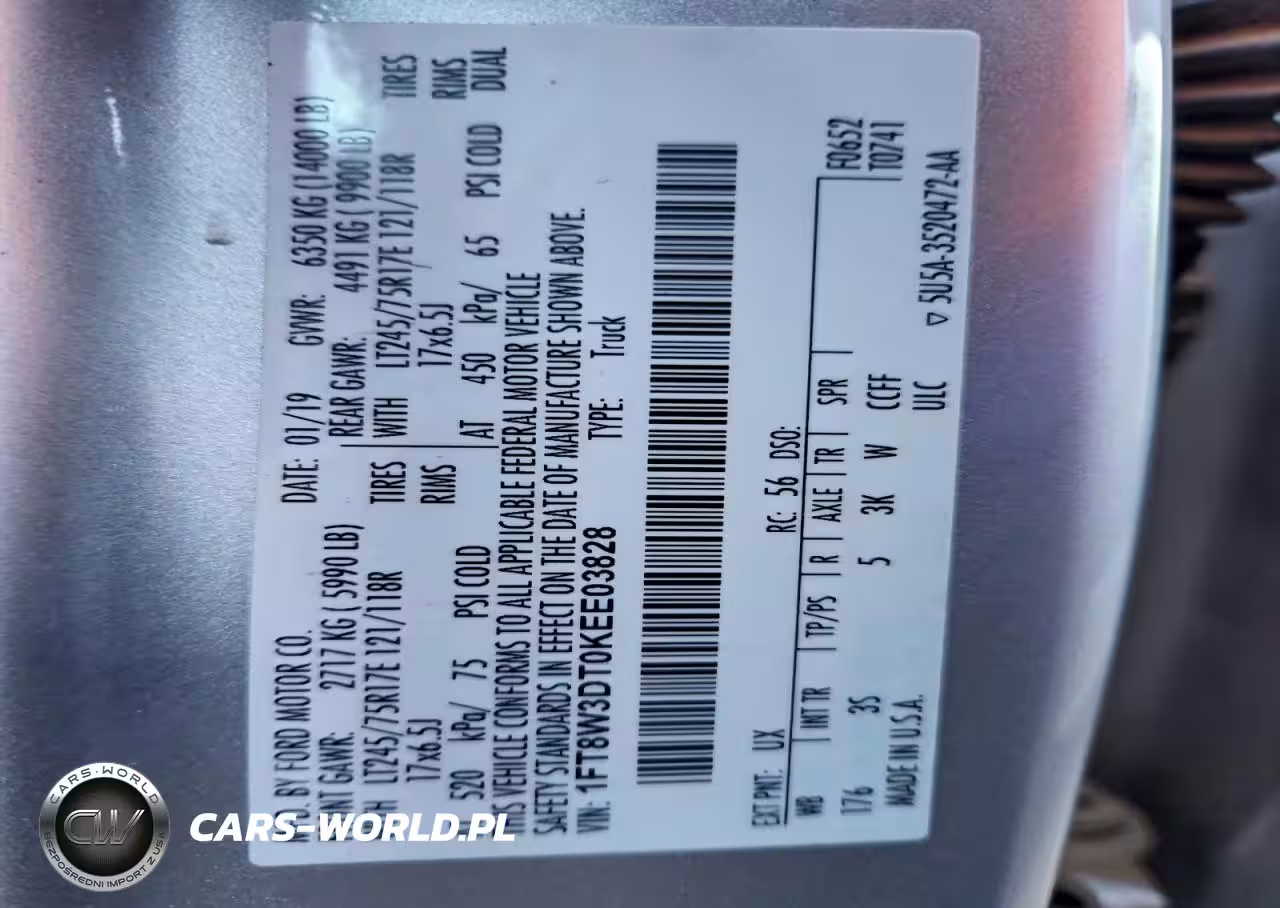 MFD. BY FORD MOTOR CO.
DATE: 01/19 GVWR: 6350 KG (14000 LB)
FRONT GAWR: 2717 KG ( 5990 LB)
REAR GAWR: 4491 KG ( 9900 LB)
WITH LT245/75R17E 121/118R TIRES
WITH LT245/75R17E 121/118R TIRES
17x6.5J RIMS
17x6.5J RIMS
520 kPa/ 75 PSI COLD
AT 450 kPa/ 65 PSI COLD DUAL
THIS VEHICLE CONFORMS TO ALL APPLICABLE FEDERAL MOTOR VEHICLE
SAFETY STANDARDS IN EFFECT ON THE DATE OF MANUFACTURE SHOWN ABOVE.
VIN: 1FT8W3DT0KEE03828 TYPE: Truck
EXT PNT: UX RC: 56 DSO:
WB INT TR TP/PS R AXLE TR SPR F0652
176 3S 5 3K W CCFF T0741
MADE IN U.S.A. ULC
▽ 5U5A-3520472-AA
CARS-WORLD
CW
BEZPOŚREDNI IMPORT Z USA
CARS-WORLD.PL